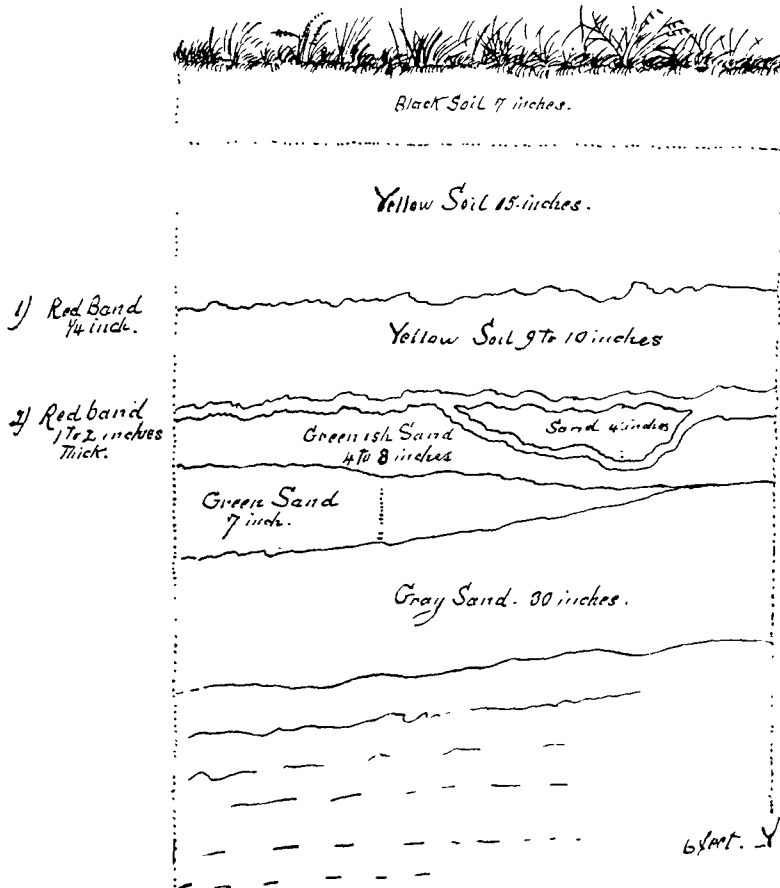 Black Soil 7 inches.
Yellow Soil 15 inches.
1) Red Band
1/4 inch.
Yellow Soil 9 to 10 inches
2) Red band
1 To 2 inches
Thick.
Sand 4 inches
Greenish Sand
4 to 8 inches
Green Sand
7 inch.
Gray Sand. 30 inches.
6 feet.